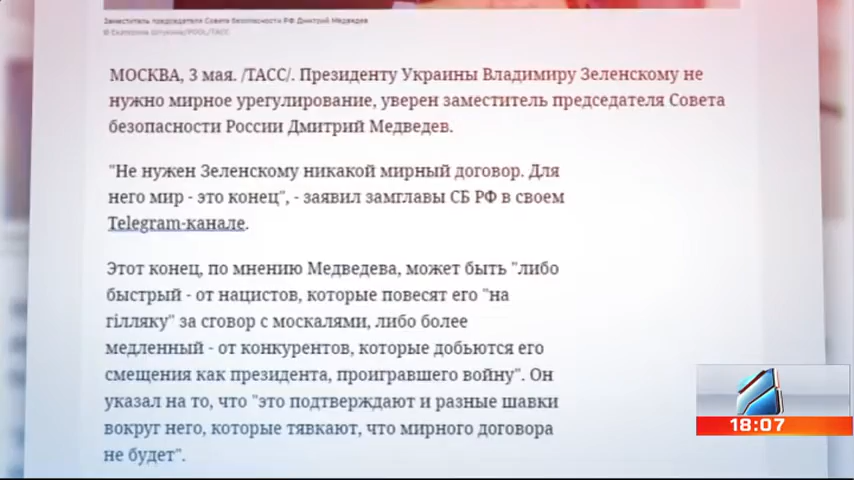 Заместитель председателя Совета безопасности РФ Дмитрий Медведев
© Екатерина Штукина/POOL/ТАСС
МОСКВА, 3 мая. /ТАСС/. Президенту Украины Владимиру Зеленскому не
нужно мирное урегулирование, уверен заместитель председателя Совета
безопасности России Дмитрий Медведев.
"Не нужен Зеленскому никакой мирный договор. Для
него мир - это конец", - заявил замглавы СБ РФ в своем
Telegram-канале.
Этот конец, по мнению Медведева, может быть "либо
быстрый - от нацистов, которые повесят его "на
гілляку" за сговор с москалями, либо более
медленный - от конкурентов, которые добьются его
смещения как президента, проигравшего войну". Он
указал на то, что "это подтверждают и разные шавки
вокруг него, которые тявкают, что мирного договора
не будет".
18:07